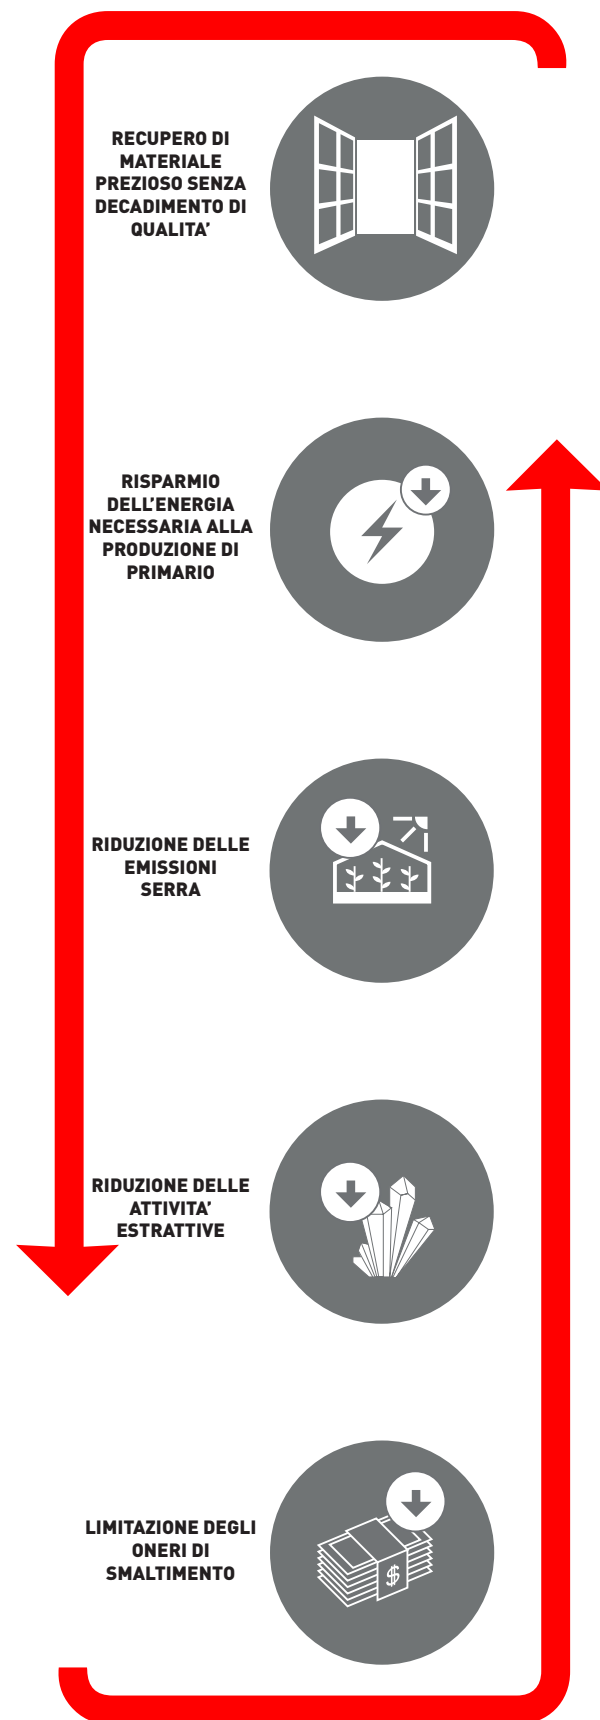 RECUPERO DI
MATERIALE
PREZIOSO SENZA
DECADIMENTO DI
QUALITA'
RISPARMIO
DELL'ENERGIA
NECESSARIA ALLA
PRODUZIONE DI
PRIMARIO
RIDUZIONE DELLE
EMISSIONI
SERRA
RIDUZIONE DELLE
ATTIVITA'
ESTRATTIVE
LIMITAZIONE DEGLI
ONERI DI
SMALTIMENTO
$